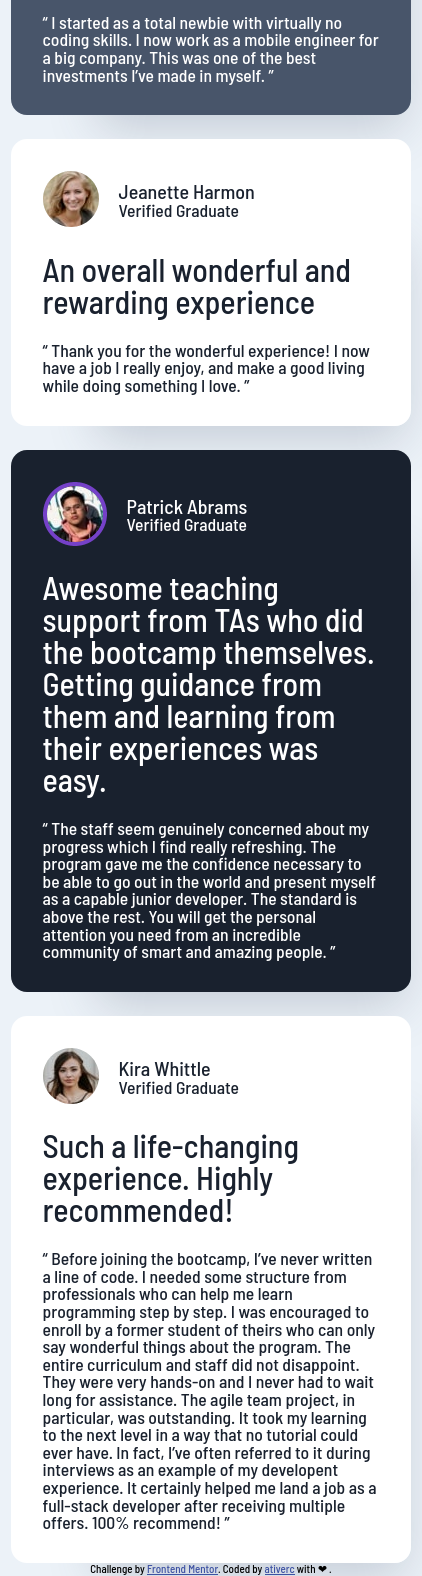 “ I started as a total newbie with virtually no
coding skills. I now work as a mobile engineer for
a big company. This was one of the best
investments I’ve made in myself. ”
Jeanette Harmon
Verified Graduate
An overall wonderful and
rewarding experience
“ Thank you for the wonderful experience! I now
have a job I really enjoy, and make a good living
while doing something I love. ”
Patrick Abrams
Verified Graduate
Awesome teaching
support from TAs who did
the bootcamp themselves.
Getting guidance from
them and learning from
their experiences was
easy.
“ The staff seem genuinely concerned about my
progress which I find really refreshing. The
program gave me the confidence necessary to
be able to go out in the world and present myself
as a capable junior developer. The standard is
above the rest. You will get the personal
attention you need from an incredible
community of smart and amazing people. ”
Kira Whittle
Verified Graduate
Such a life-changing
experience. Highly
recommended!
“ Before joining the bootcamp, I’ve never written
a line of code. I needed some structure from
professionals who can help me learn
programming step by step. I was encouraged to
enroll by a former student of theirs who can only
say wonderful things about the program. The
entire curriculum and staff did not disappoint.
They were very hands-on and I never had to wait
long for assistance. The agile team project, in
particular, was outstanding. It took my learning
to the next level in a way that no tutorial could
ever have. In fact, I’ve often referred to it during
interviews as an example of my developent
experience. It certainly helped me land a job as a
full-stack developer after receiving multiple
offers. 100% recommend! ”
Challenge by Frontend Mentor. Coded by ativerc with ❤ .